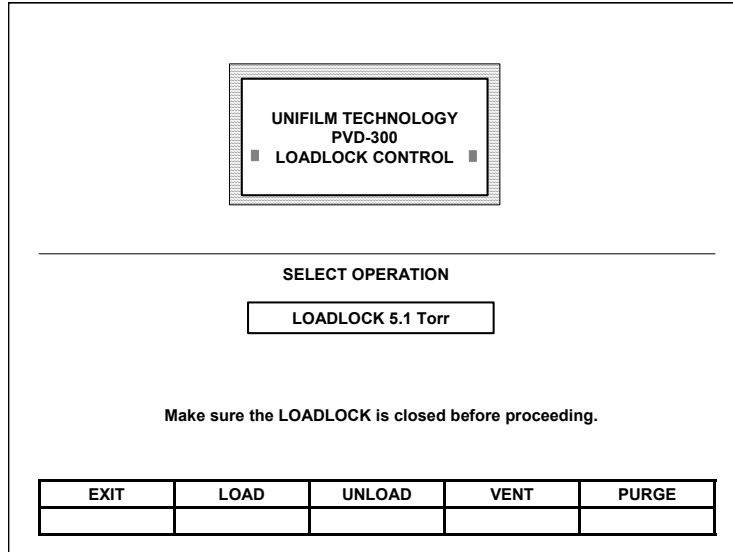 UNIFILM TECHNOLOGY
PVD-300
LOADLOCK CONTROL
SELECT OPERATION
LOADLOCK 5.1 Torr
Make sure the LOADLOCK is closed before proceeding.
EXIT LOAD UNLOAD VENT PURGE